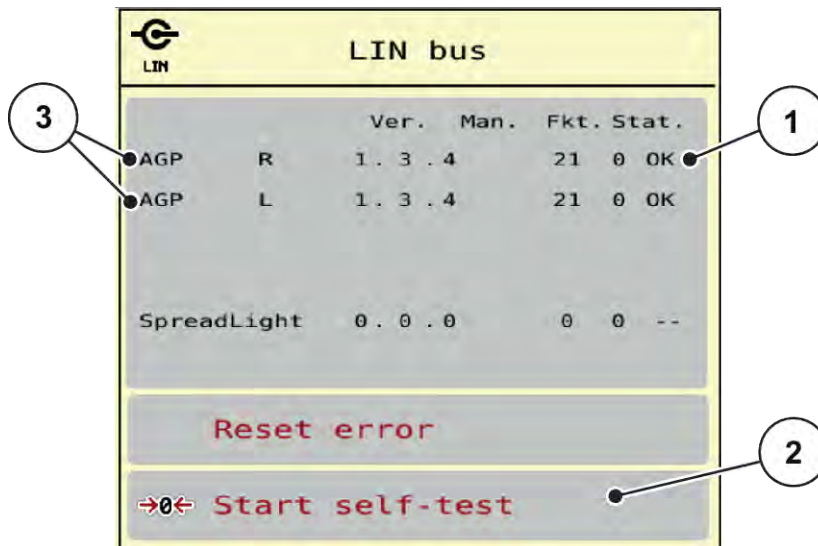 LIN
LIN bus
Ver. Man. Fkt. Stat.
AGP R 1.3.4 21 0 OK
AGP L 1.3.4 21 0 OK
SpreadLight 0.0.0 0 0 --
Reset error
→0← Start self-test
3
1
2